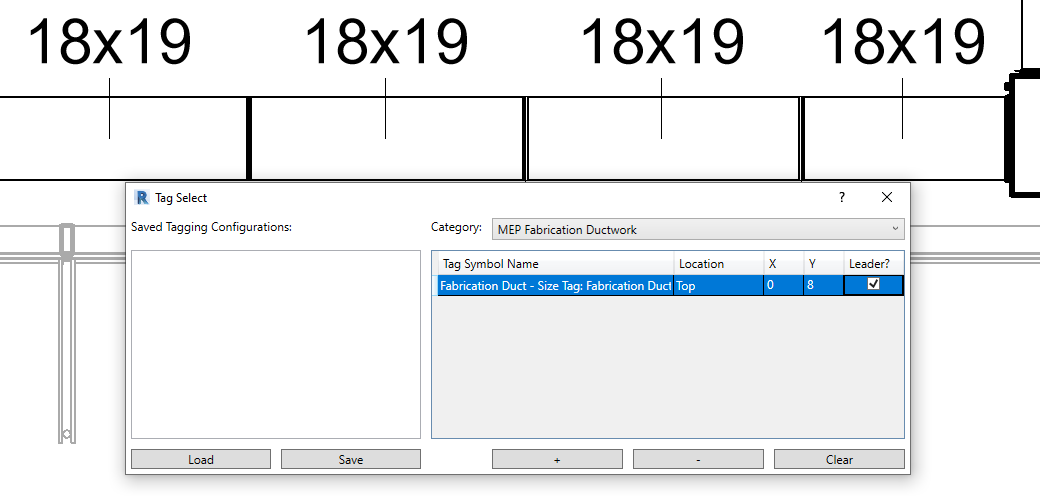 18x19 18x19 18x19 18x19
R Tag Select ?
Saved Tagging Configurations:
Category: MEP Fabrication Ductwork
Tag Symbol Name Location X Y Leader?
Fabrication Duct - Size Tag: Fabrication Duct Top 0 8
Load Save + - Clear